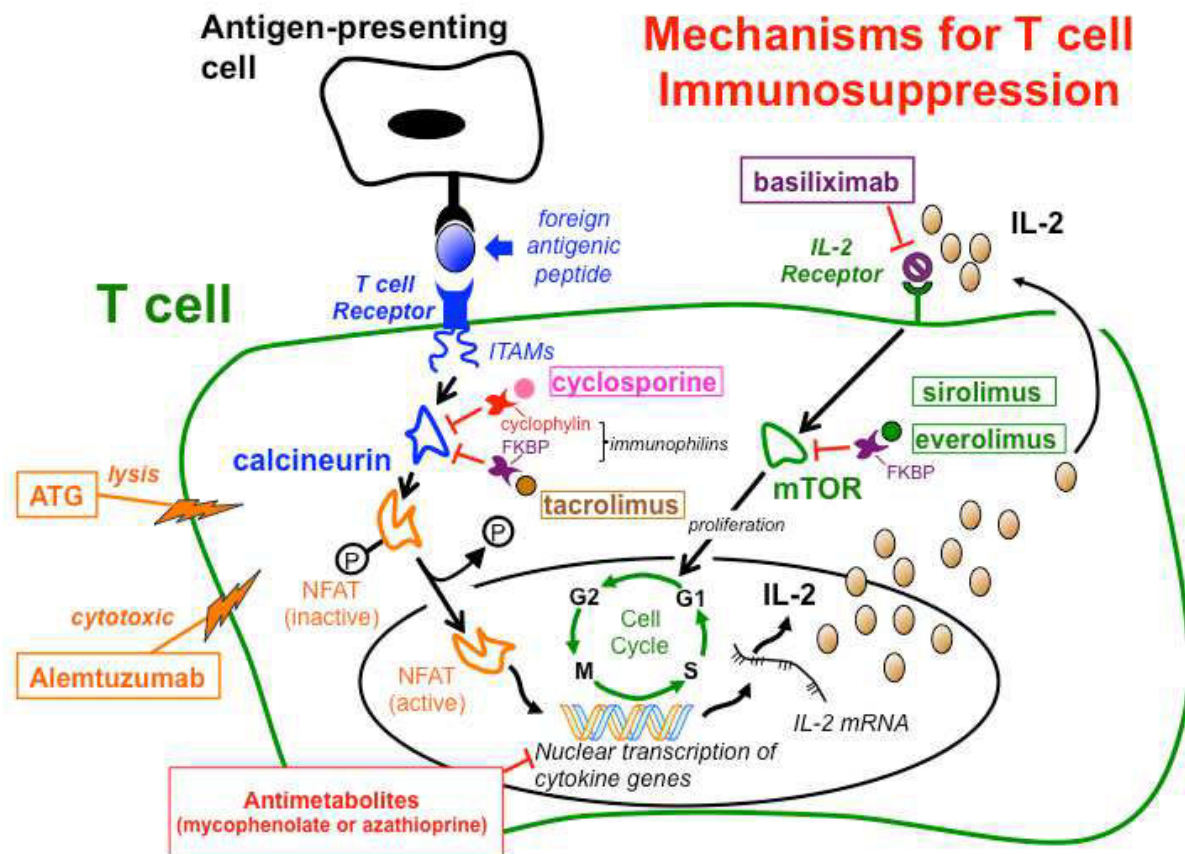 Antigen-presenting
cell
Mechanisms for T cell
Immunosuppression
basiliximab
IL-2
foreign
antigenic
peptide
IL-2
Receptor
T cell
T cell
Receptor
ITAMs
cyclosporine
sirolimus
cyclophylin
FKBP
immunophilins
everolimus
calcineurin
FKBP
mTOR
lysis
ATG
tacrolimus
proliferation
P
P
NFAT
(inactive)
G2
G1
IL-2
Cell
Cycle
cytotoxic
Alemtuzumab
M
S
NFAT
(active)
IL-2 mRNA
Nuclear transcription of
cytokine genes
Antimetabolites
(mycophenolate or azathioprine)